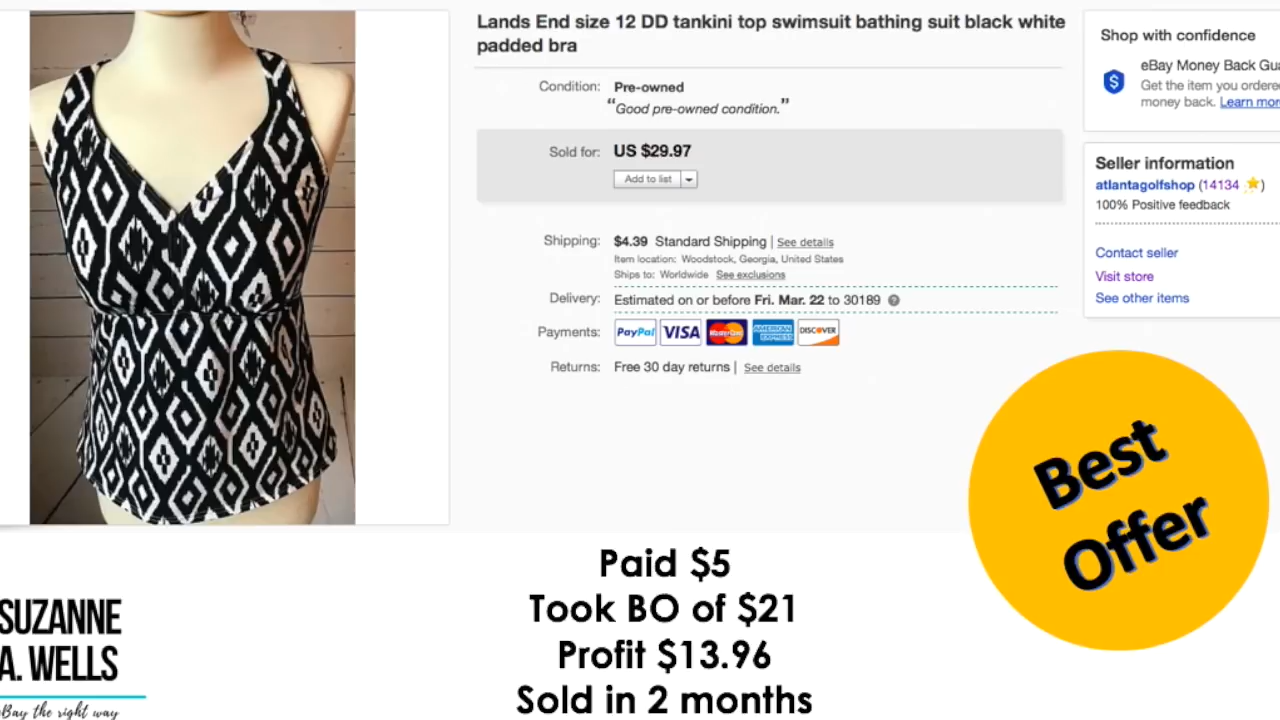 Lands End size 12 DD tankini top swimsuit bathing suit black white
padded bra
Condition: Pre-owned
“Good pre-owned condition.”
Sold for: US $29.97
Add to list
Shipping: $4.39 Standard Shipping | See details
Item location: Woodstock, Georgia, United States
Ships to: Worldwide See exclusions
Delivery: Estimated on or before Fri. Mar. 22 to 30189 ?
Payments: PayPal VISA MasterCard AMERICAN EXPRESS DISCOVER
Returns: Free 30 day returns | See details
Shop with confidence
$
eBay Money Back Gua
Get the item you ordere
money back. Learn mor
Seller information
atlantagolfshop (14134)
100% Positive feedback
Contact seller
Visit store
See other items
Best
Offer
Paid $5
Took BO of $21
Profit $13.96
Sold in 2 months
SUZANNE
A. WELLS
eBay the right way